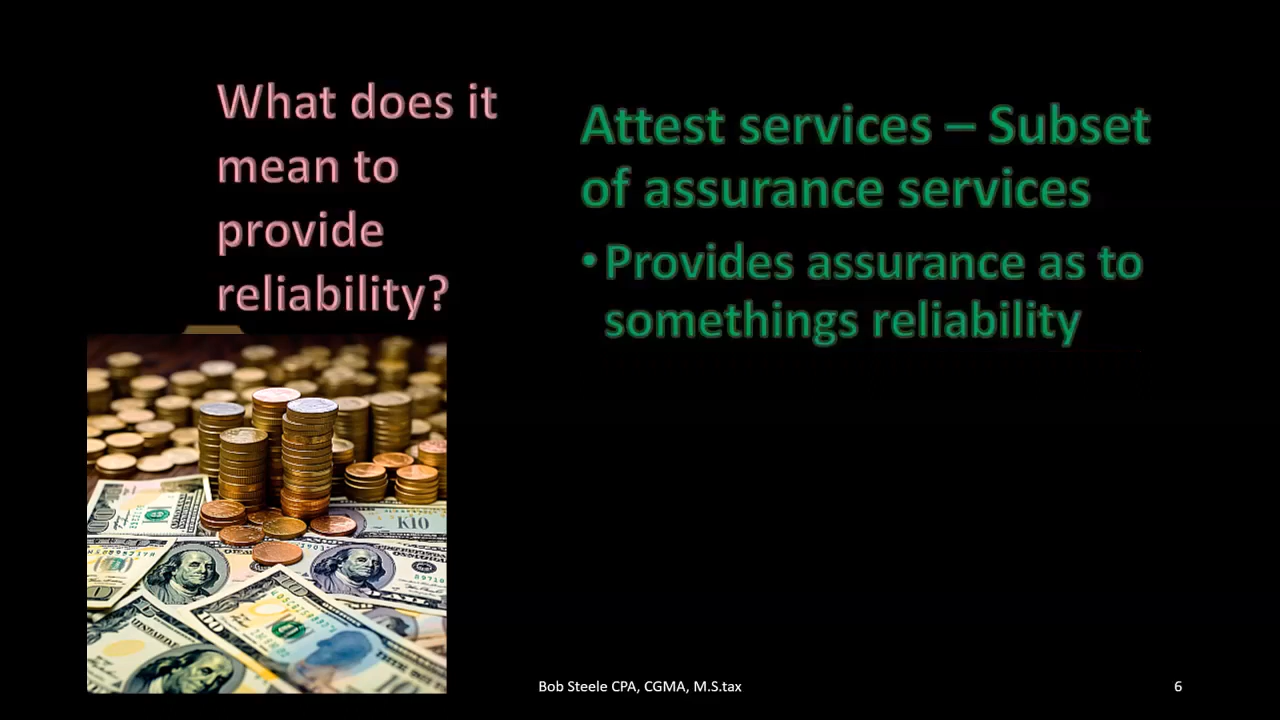 What does it
mean to
provide
reliability?
Attest services – Subset
of assurance services
•Provides assurance as to
somethings reliability
K10
Bob Steele CPA, CGMA, M.S.tax
6